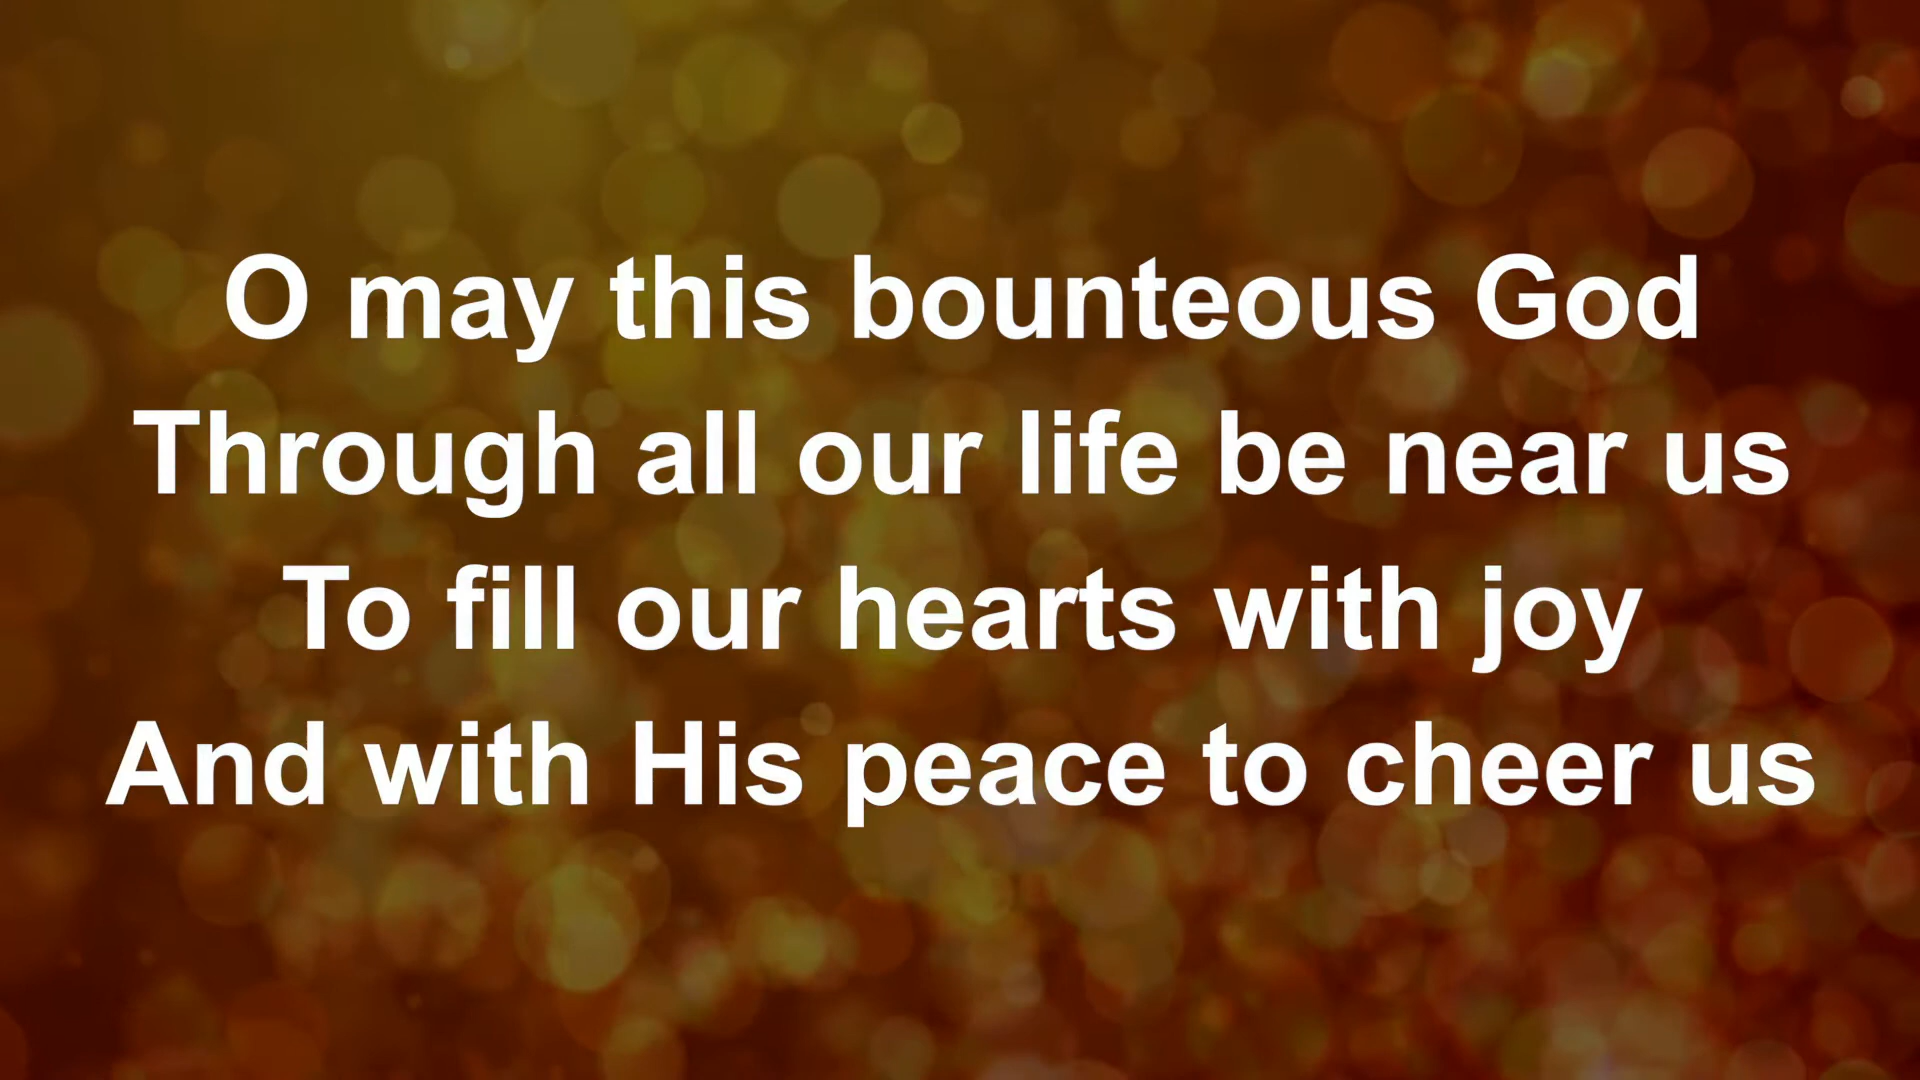 O may this bounteous God
Through all our life be near us
To fill our hearts with joy
And with His peace to cheer us